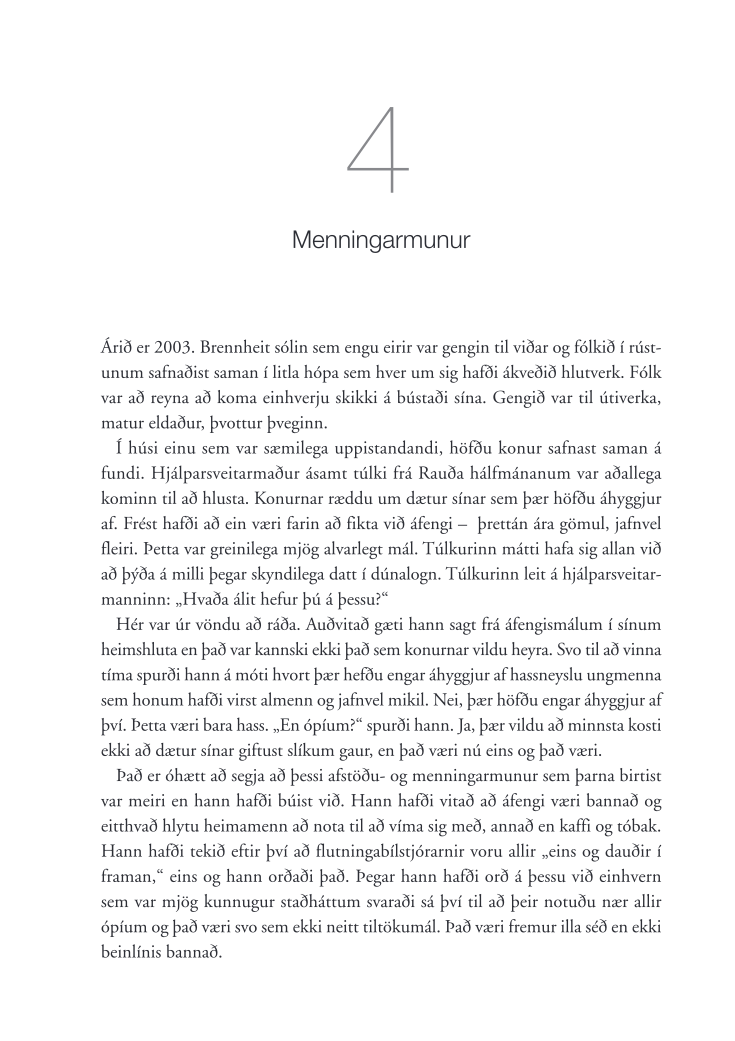 4
Menningarmunur
Árið er 2003. Brennheit sólin sem engu eirir var gengin til viðar og fólkið í rúst-
unum safnaðist saman í litla hópa sem hver um sig hafði ákveðið hlutverk. Fólk
var að reyna að koma einhverju skikki á bústaði sína. Gengið var til útiverka,
matur eldaður, þvottur þveginn.
Í húsi einu sem var sæmilega uppistandandi, höfðu konur safnast saman á
fundi. Hjálparsveitarmaður ásamt túlki frá Rauða hálfmánanum var aðallega
kominn til að hlusta. Konurnar ræddu um dætur sínar sem þær höfðu áhyggjur
af. Frést hafði að ein væri farin að fikta við áfengi – þrettán ára gömul, jafnvel
fleiri. Þetta var greinilega mjög alvarlegt mál. Túlkurinn mátti hafa sig allan við
að þýða á milli þegar skyndilega datt í dúnalogn. Túlkurinn leit á hjálparsveitar-
manninn: „Hvaða álit hefur þú á þessu?“
Hér var úr vöndu að ráða. Auðvitað gæti hann sagt frá áfengismálum í sínum
heimshluta en það var kannski ekki það sem konurnar vildu heyra. Svo til að vinna
tíma spurði hann á móti hvort þær hefðu engar áhyggjur af hassneyslu ungmenna
sem honum hafði virst almenn og jafnvel mikil. Nei, þær höfðu engar áhyggjur af
því. Þetta væri bara hass. „En ópíum?“ spurði hann. Ja, þær vildu að minnsta kosti
ekki að dætur sínar giftust slíkum gaur, en það væri nú eins og það væri.
Það er óhætt að segja að þessi afstöðu- og menningarmunur sem þarna birtist
var meiri en hann hafði búist við. Hann hafði vitað að áfengi væri bannað og
eitthvað hlytu heimamenn að nota til að víma sig með, annað en kaffi og tóbak.
Hann hafði tekið eftir því að flutningabílstjórarnir voru allir „eins og dauðir í
framan,“ eins og hann orðaði það. Þegar hann hafði orð á þessu við einhvern
sem var mjög kunnugur staðháttum svaraði sá því til að þeir notuðu nær allir
ópíum og það væri svo sem ekki neitt tiltökumál. Það væri fremur illa séð en ekki
beinlínis bannað.